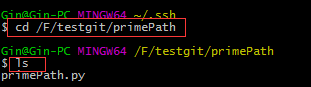 Gin@Gin-PC MINGW64 ~/.ssh
$ cd /F/testgit/primePath
Gin@Gin-PC MINGW64 /F/testgit/primePath
$ ls
primePath.py